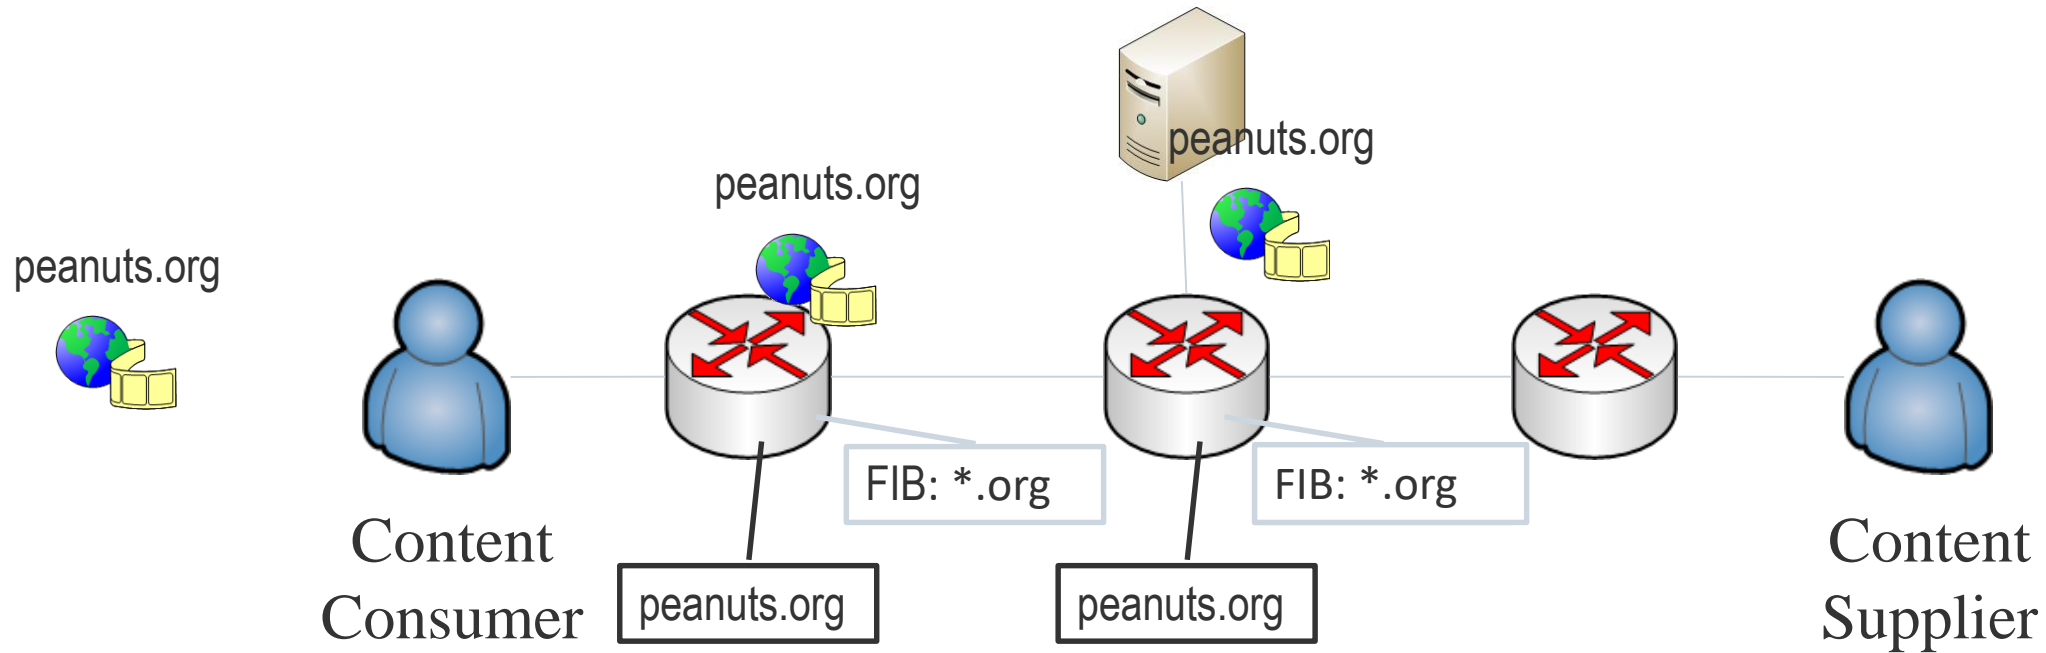 peanuts.org
peanuts.org
peanuts.org
FIB: *.org
FIB: *.org
Content
Consumer
peanuts.org
peanuts.org
Content
Supplier